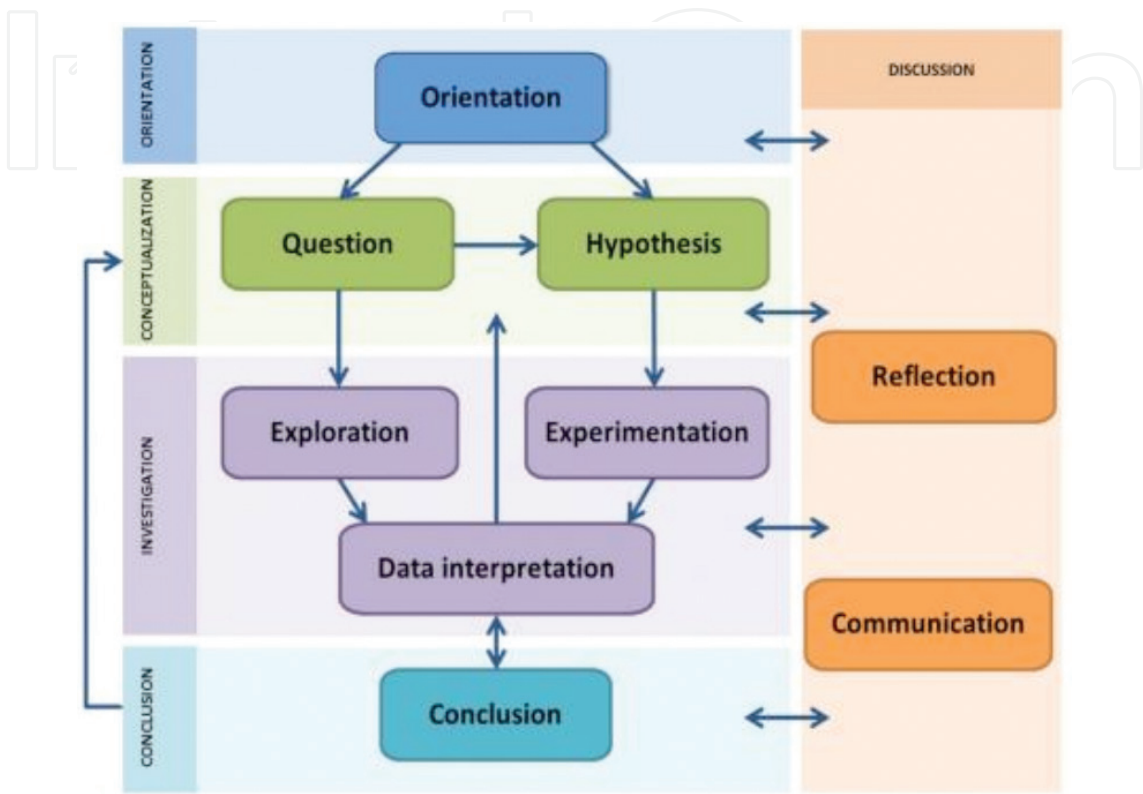 ORIENTATION
Orientation
DISCUSSION
CONCEPTUALIZATION
Question
Hypothesis
Reflection
INVESTIGATION
Exploration
Experimentation
Data interpretation
Communication
CONCLUSION
Conclusion